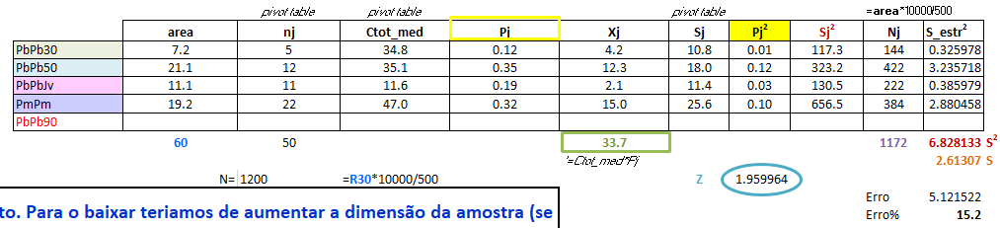 pivot table pivot table pivot table =area*10000/500
area nj Ctot_med Pj Xj Sj Pj² Sj² Nj S_estr²
PbPb30 7.2 5 34.8 0.12 4.2 10.8 0.01 117.3 144 0.325978
PbPb50 21.1 12 35.1 0.35 12.3 18.0 0.12 323.2 422 3.235718
PbPbJv 11.1 11 11.6 0.19 2.1 11.4 0.03 130.5 222 0.385979
PmPm 19.2 22 47.0 0.32 15.0 25.6 0.10 656.5 384 2.880458
PbPb90
60 50 33.7 1172 6.828133 S²
'=Ctot_med*Pj 2.61307 S
N= 1200 =R30*10000/500 Z 1.959964
Erro 5.121522
to. Para o baixar teriamos de aumentar a dimensão da amostra (se
Erro% 15.2